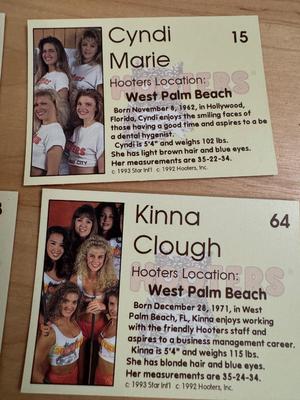 Cyndi 15
Marie
HOOTERS
Hooters Location:
West Palm Beach
Born November 8, 1962, in Hollywood,
Florida, Cyndi enjoys the smiling faces of
those having a good time and aspires to a be
a dental hygenist.
Cyndi is 5'4" and weighs 102 lbs.
She has light brown hair and blue eyes.
Her measurements are 35-22-34.
c 1993 Star Int'l c 1992 Hooters, Inc.
Kinna 64
Clough
HOOTERS
Hooters Location:
West Palm Beach
Born December 28, 1971, in West
Palm Beach, FL, Kinna enjoys working
with the friendly Hooters staff and
aspires to a business management career.
Kinna is 5'4" and weighs 115 lbs.
She has blonde hair and blue eyes.
Her measurements are 35-24-34.
c 1993 Star Int'l c 1992 Hooters, Inc.